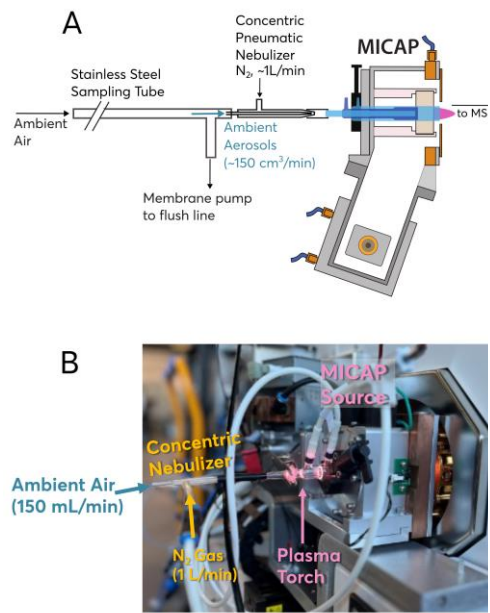 A
Concentric
Pneumatic
Nebulizer
N₂, ~1L/min
MICAP
Stainless Steel
Sampling Tube
Ambient
Air
Ambient
Aerosols
(~150 cm³/min)
to MS
Membrane pump
to flush line
B
MICAP
Source
Concentric
Nebulizer
Ambient Air
(150 mL/min)
N₂ Gas
(1 L/min)
Plasma
Torch